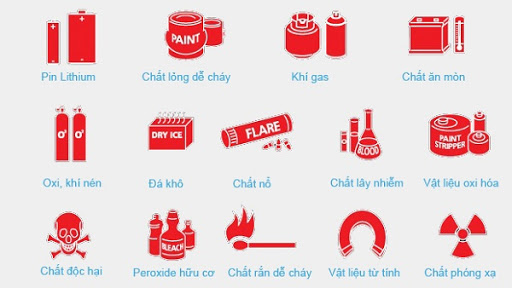 PAINT
Pin Lithium
Chất lỏng dễ cháy
Khí gas
Chất ăn mòn
O² O²
DRY ICE
FLARE
BLOOD
PAINT
STRIPPER
Oxi, khí nén
Đá khô
Chất nổ
Chất lây nhiễm
Vật liệu oxi hóa
BLEACH
Chất độc hại
Peroxide hữu cơ
Chất rắn dễ cháy
Vật liệu từ tính
Chất phóng xạ